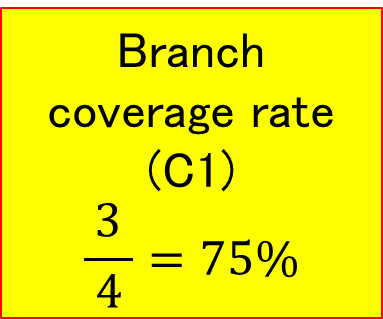 Branch
coverage rate
(C1)
3/4 = 75%